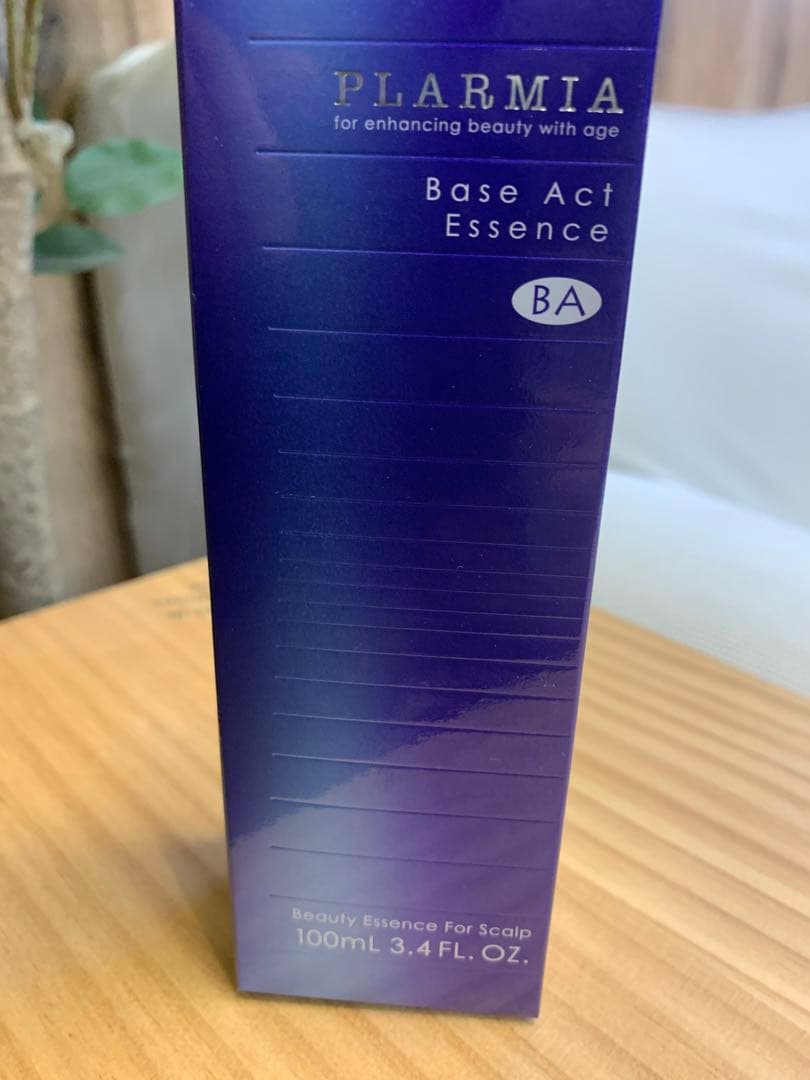 PLARMIA
for enhancing beauty with age
Base Act
Essence
BA
Beauty Essence For Scalp
100mL 3.4 FL. OZ.